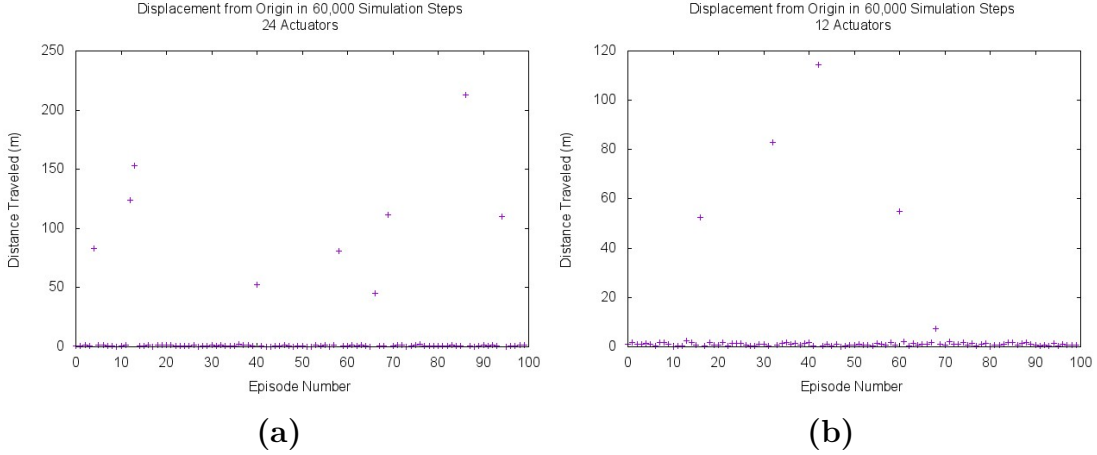 Displacement from Origin in 60,000 Simulation Steps
24 Actuators
250
200
150
100
50
0
Distance Traveled (m)
0 10 20 30 40 50 60 70 80 90 100
Episode Number
(a)
Displacement from Origin in 60,000 Simulation Steps
12 Actuators
120
100
80
60
40
20
0
Distance Traveled (m)
0 10 20 30 40 50 60 70 80 90 100
Episode Number
(b)